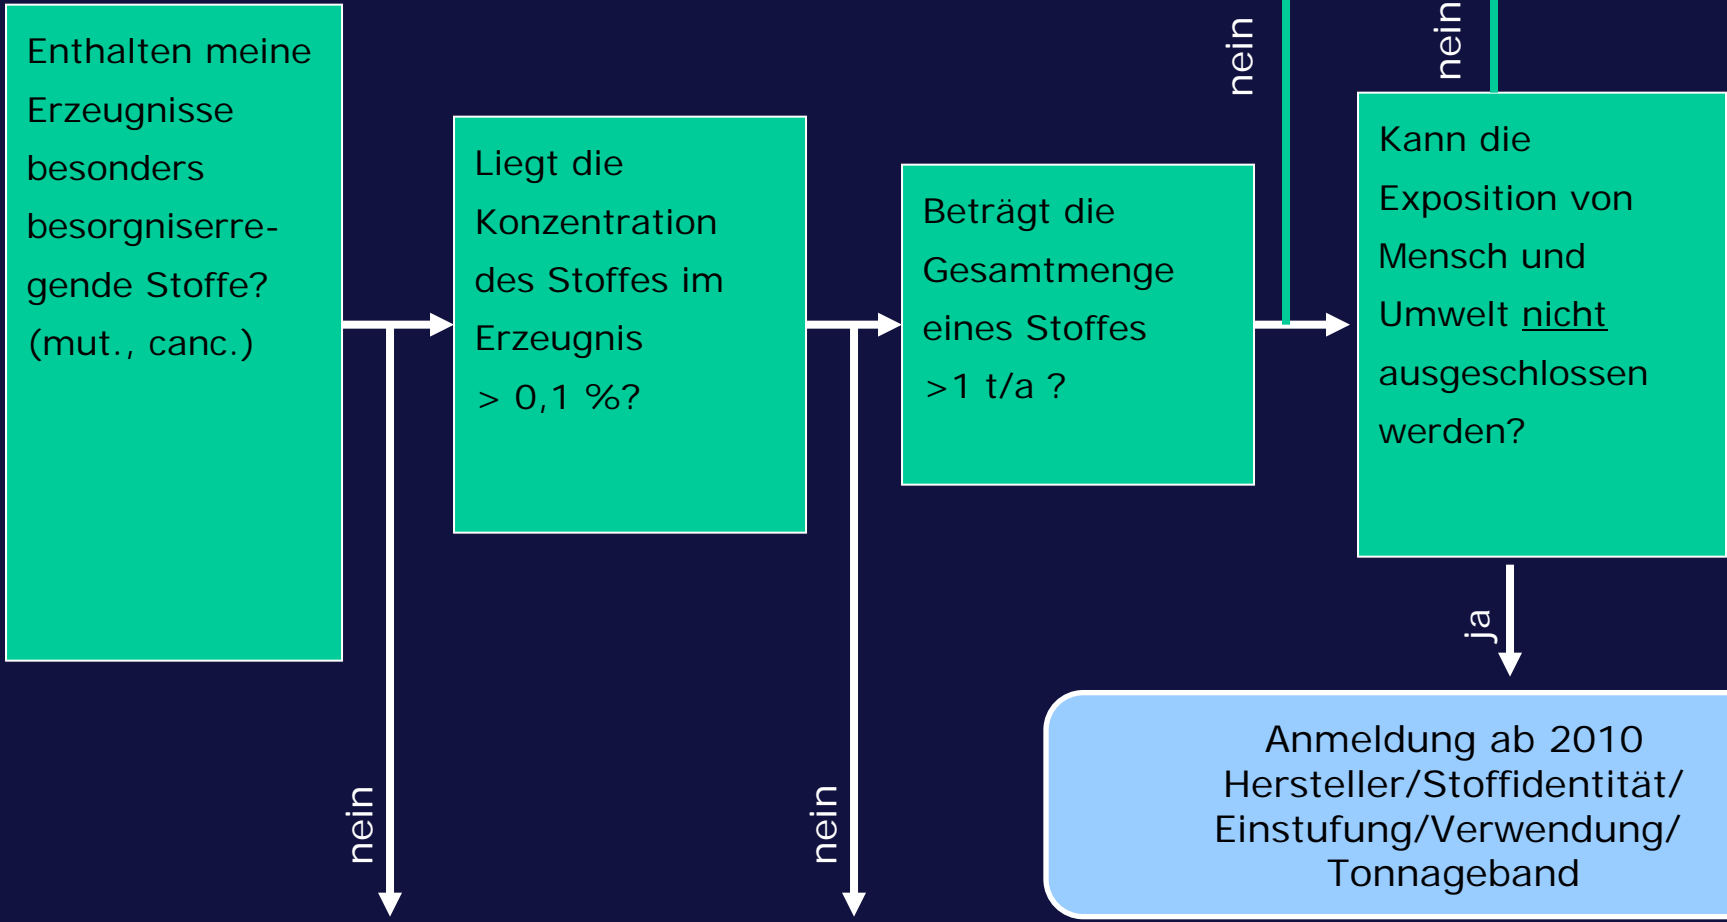 Enthalten meine
Erzeugnisse
besonders
besorgniserre-
gende Stoffe?
(mut., canc.)
nein
Liegt die
Konzentration
des Stoffes im
Erzeugnis
> 0,1 %?
nein
Beträgt die
Gesamtmenge
eines Stoffes
>1 t/a ?
nein
nein
Kann die
Exposition von
Mensch und
Umwelt nicht
ausgeschlossen
werden?
ja
Anmeldung ab 2010
Hersteller/Stoffidentität/
Einstufung/Verwendung/
Tonnageband